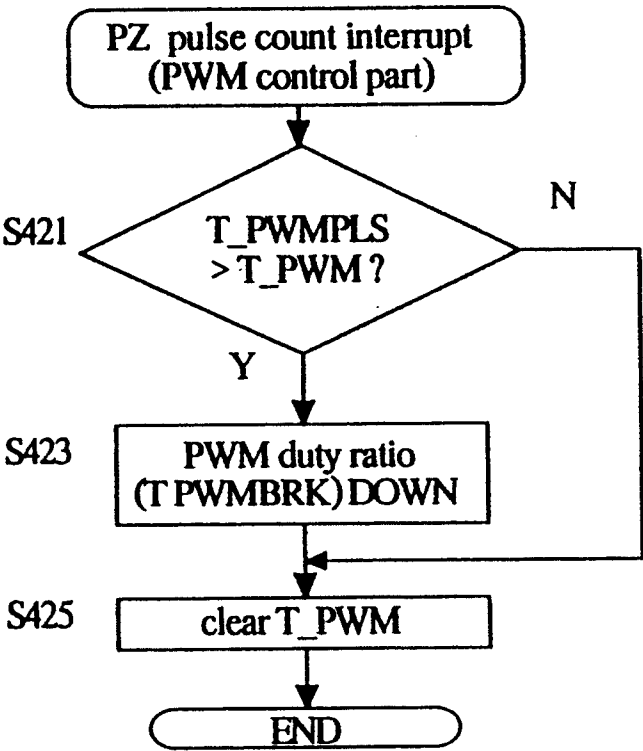 PZ pulse count interrupt
(PWM control part)
S421
T_PWMPLS
> T_PWM ?
N
Y
S423
PWM duty ratio
(T PWMBRK) DOWN
S425
clear T_PWM
END